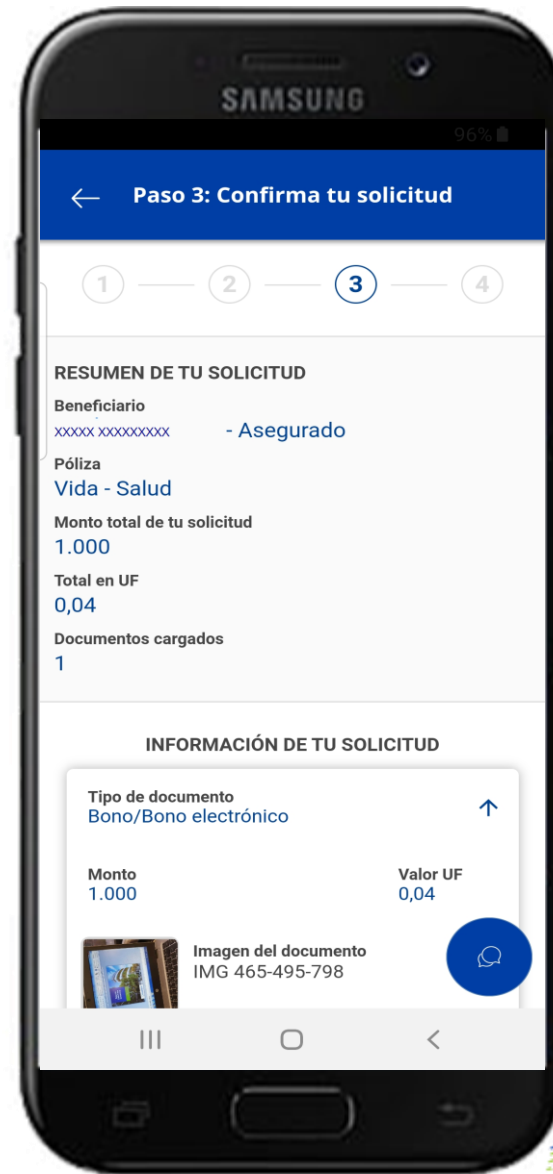 SAMSUNG
96%
Paso 3: Confirma tu solicitud
1 2 3 4
RESUMEN DE TU SOLICITUD
Beneficiario
xxxxx xxxxxxxxx - Asegurado
Póliza
Vida - Salud
Monto total de tu solicitud
1.000
Total en UF
0,04
Documentos cargados
1
INFORMACIÓN DE TU SOLICITUD
Tipo de documento
Bono/Bono electrónico
Monto Valor UF
1.000 0,04
Imagen del documento
IMG 465-495-798